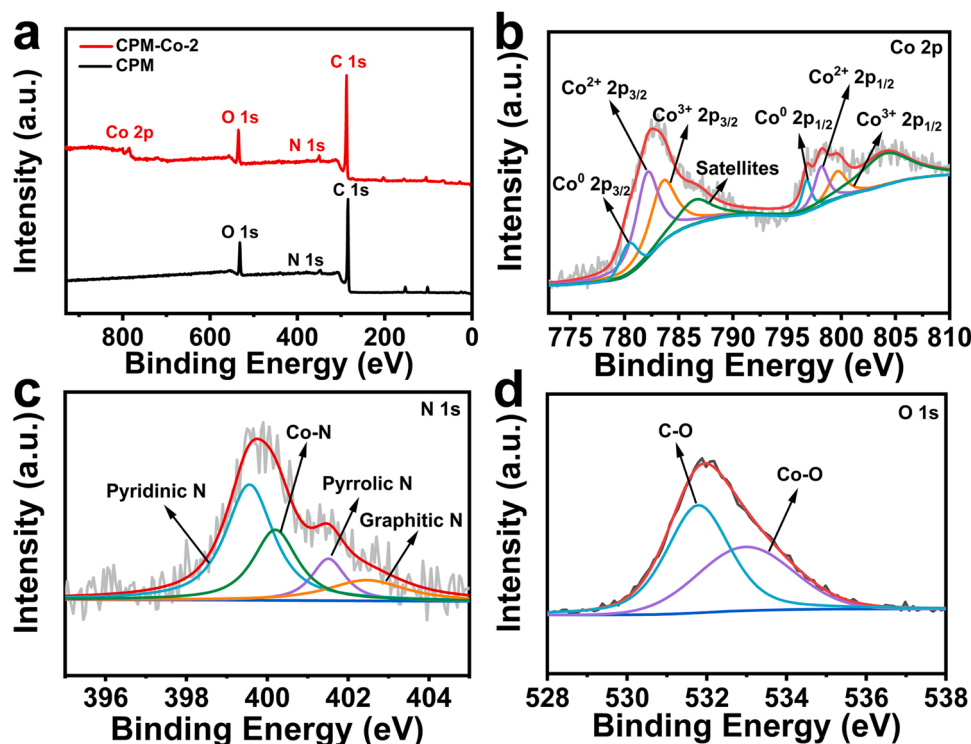 a
CPM-Co-2
CPM
C 1s
O 1s
N 1s
Co 2p
C 1s
O 1s
N 1s
Intensity (a.u.)
800 600 400 200 0
Binding Energy (eV)
b
Co 2p
Co²⁺ 2p₃/₂
Co³⁺ 2p₃/₂
Co⁰ 2p₁/₂
Co²⁺ 2p₁/₂
Co³⁺ 2p₁/₂
Satellites
Co⁰ 2p₃/₂
Intensity (a.u.)
775 780 785 790 795 800 805 810
Binding Energy (eV)
c
N 1s
Co-N
Pyridinic N
Pyrrolic N
Graphitic N
Intensity (a.u.)
396 398 400 402 404
Binding Energy (eV)
d
O 1s
C-O
Co-O
Intensity (a.u.)
528 530 532 534 536 538
Binding Energy (eV)